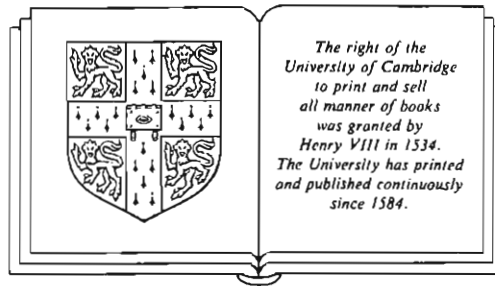 The right of the
University of Cambridge
to print and sell
all manner of books
was granted by
Henry VIII in 1534.
The University has printed
and published continuously
since 1584.